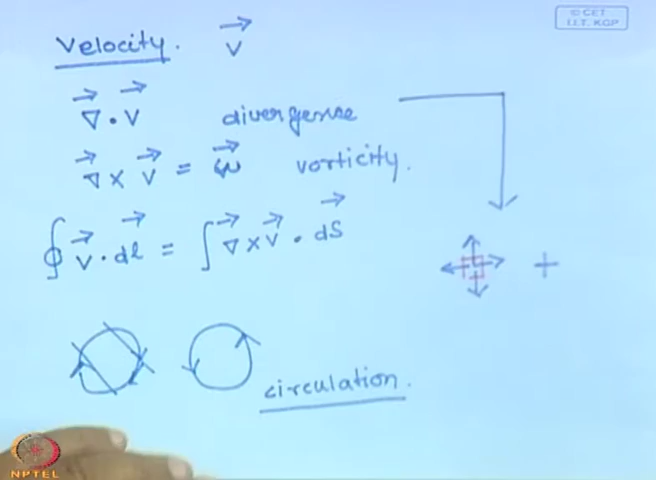 © CET
I.I.T. KGP
Velocity. V⃗
∇⃗ · V⃗ divergence
∇⃗ × V⃗ = ω⃗ vorticity.
∮ V⃗ · dl⃗ = ∫ ∇⃗ × V⃗ · dS⃗
+
circulation.
NPTEL